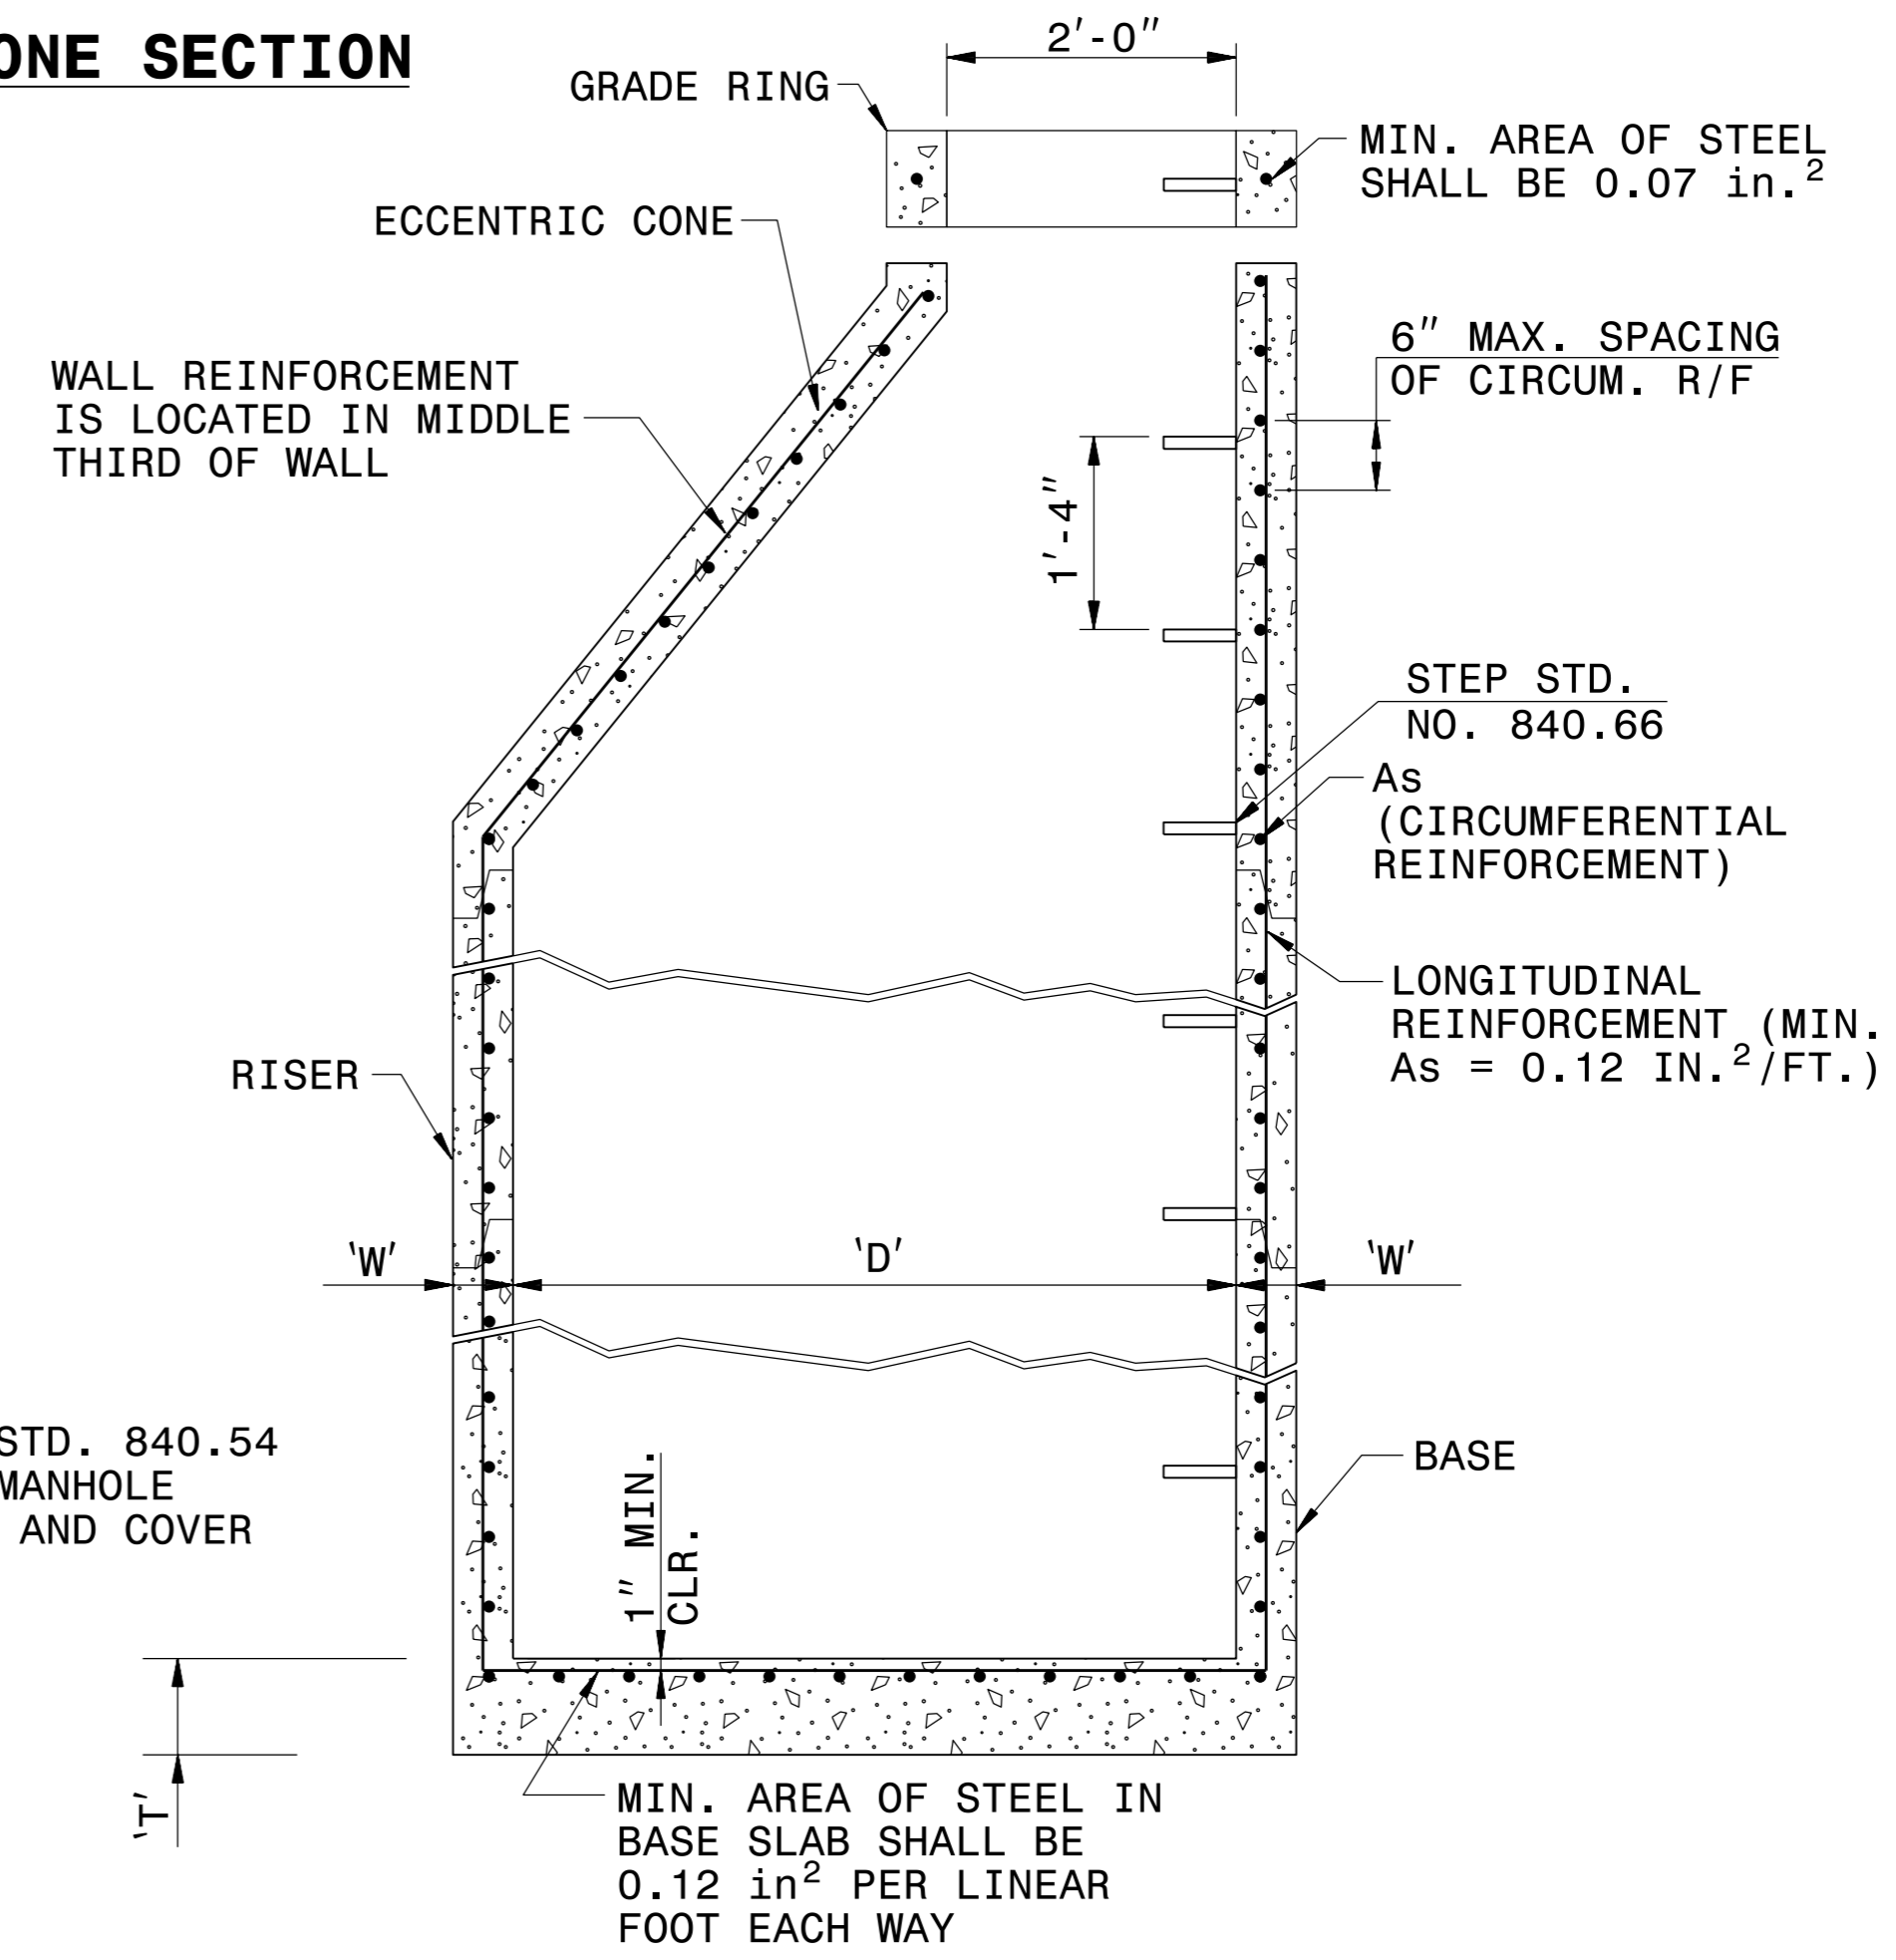 ONE SECTION
2'-0"
GRADE RING
MIN. AREA OF STEEL
SHALL BE 0.07 in.²
ECCENTRIC CONE
6" MAX. SPACING
OF CIRCUM. R/F
WALL REINFORCEMENT
IS LOCATED IN MIDDLE
THIRD OF WALL
1'-4"
STEP STD.
NO. 840.66
As
(CIRCUMFERENTIAL
REINFORCEMENT)
LONGITUDINAL
REINFORCEMENT (MIN.
As = 0.12 IN.²/FT.)
RISER
'W'
'D'
'W'
STD. 840.54
MANHOLE
AND COVER
BASE
1" MIN.
CLR.
'T'
MIN. AREA OF STEEL IN
BASE SLAB SHALL BE
0.12 in² PER LINEAR
FOOT EACH WAY